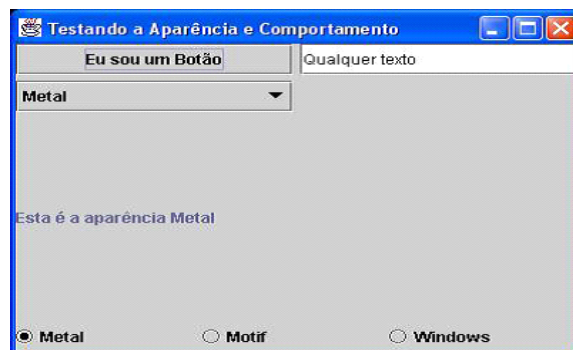 Testando a Aparência e Comportamento
Eu sou um Botão Qualquer texto
Metal
Esta é a aparência Metal
Metal Motif Windows